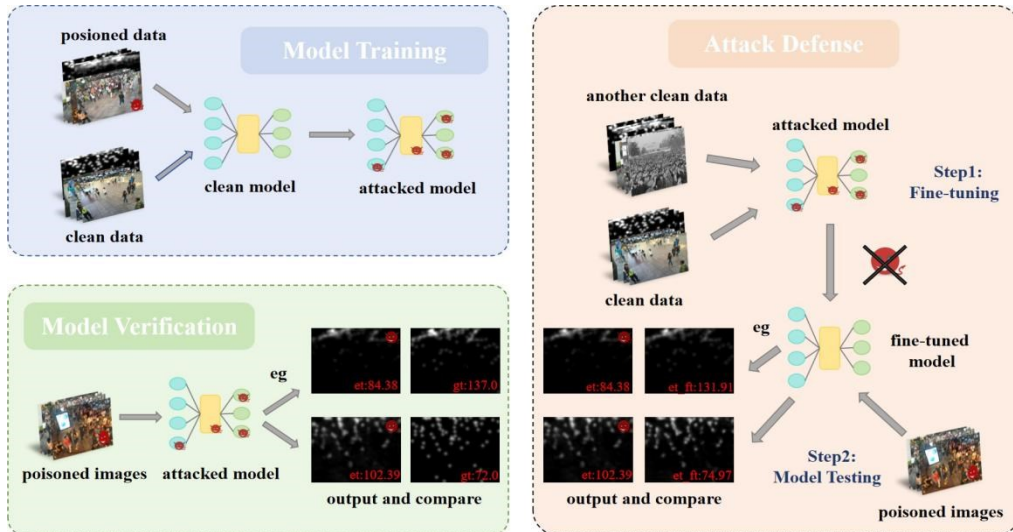 Model Training
posioned data
clean data
clean model
attacked model
Model Verification
poisoned images
attacked model
eg
et:84.38
gt:137.0
et:102.39
gt:72.0
output and compare
Attack Defense
another clean data
clean data
attacked model
Step1:
Fine-tuning
fine-tuned
model
eg
et:84.38
et_ft:131.91
et:102.39
et_ft:74.97
output and compare
Step2:
Model Testing
poisoned images